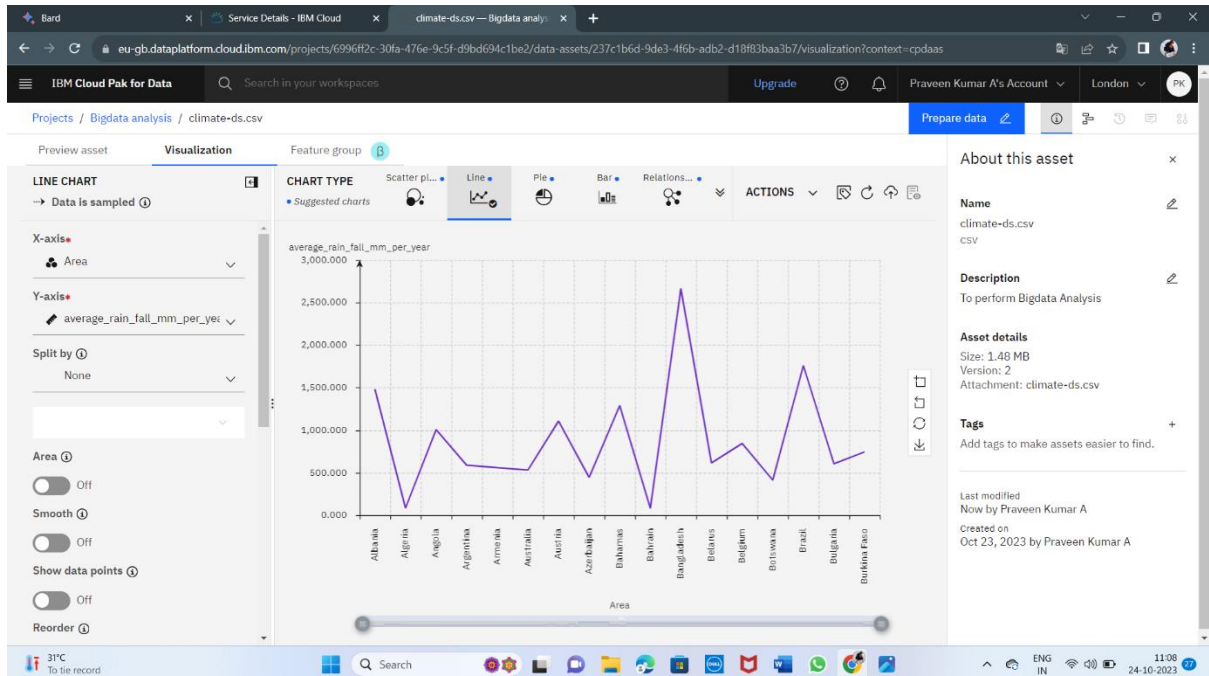 Bard
Service Details - IBM Cloud
climate-ds.csv — Bigdata analys
eu-gb.dataplatform.cloud.ibm.com/projects/6996ff2c-30fa-476e-9c5f-d9bd694c1be2/data-assets/237c1b6d-9de3-4f6b-adb2-d18f83baa3b7/visualization?context=cpdaas
IBM Cloud Pak for Data
Search in your workspaces
Upgrade
Praveen Kumar A's Account
London
PK
Projects / Bigdata analysis / climate-ds.csv
Prepare data
Preview asset
Visualization
Feature group β
LINE CHART
Data is sampled
X-axis
Area
Y-axis
average_rain_fall_mm_per_yea
Split by
None
Area
Off
Smooth
Off
Show data points
Off
Reorder
CHART TYPE
Suggested charts
Scatter pl...
Line
Pie
Bar
Relations...
ACTIONS
average_rain_fall_mm_per_year
3,000.000
2,500.000
2,000.000
1,500.000
1,000.000
500.000
0.000
Albania
Algeria
Angola
Argentina
Armenia
Australia
Austria
Azerbaijan
Bahamas
Bahrain
Bangladesh
Belarus
Belgium
Botswana
Brazil
Bulgaria
Burkina Faso
Area
About this asset
Name
climate-ds.csv
CSV
Description
To perform Bigdata Analysis
Asset details
Size: 1.48 MB
Version: 2
Attachment: climate-ds.csv
Tags
Add tags to make assets easier to find.
Last modified
Now by Praveen Kumar A
Created on
Oct 23, 2023 by Praveen Kumar A
31°C
To tie record
Search
ENG
IN
11:08
24-10-2023
27